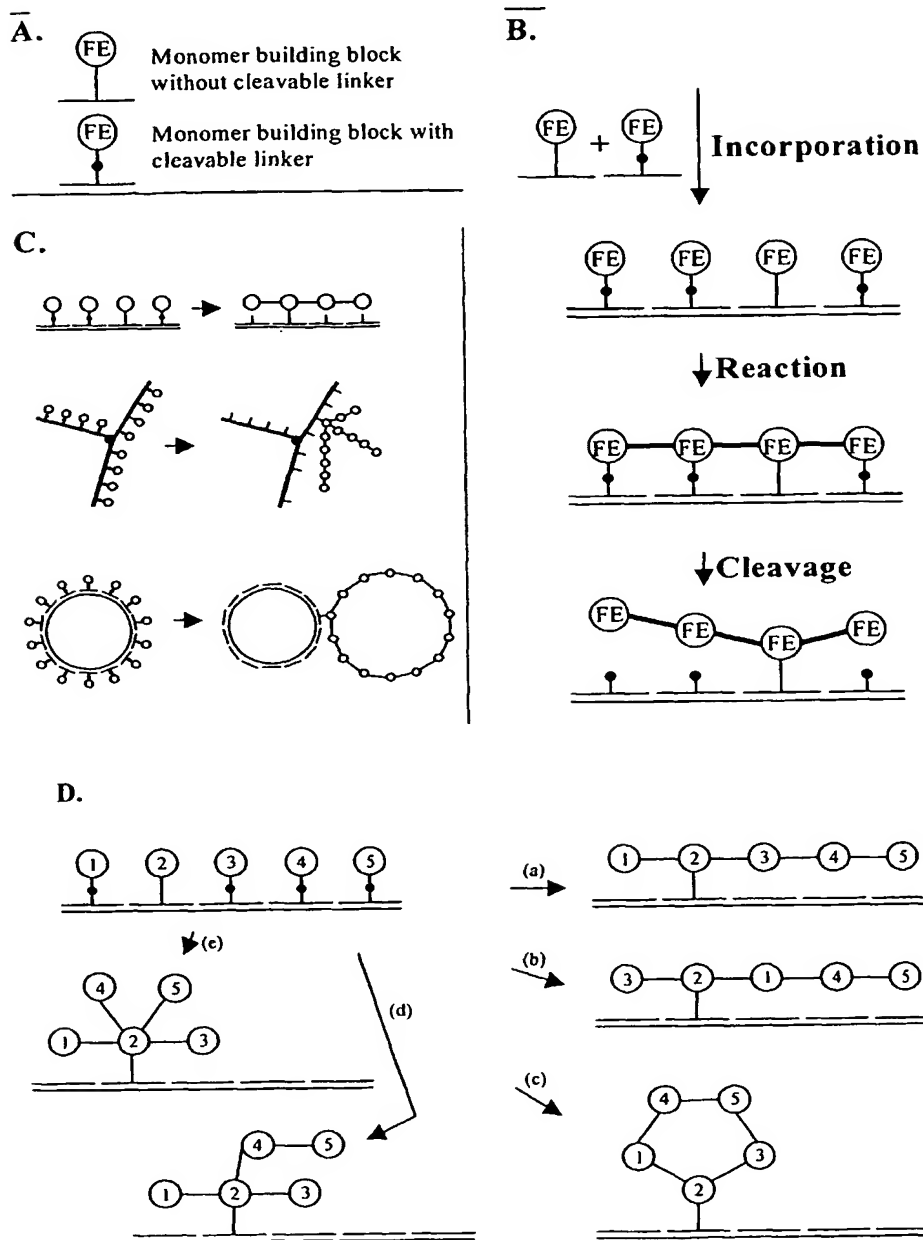 A.
FE
Monomer building block
without cleavable linker
FE
Monomer building block with
cleavable linker
B.
FE + FE
Incorporation
FE FE FE FE
Reaction
FE FE FE FE
Cleavage
FE FE FE FE
C.
D.
1 2 3 4 5
(a)
1 2 3 4 5
(b)
3 2 1 4 5
(c)
4 5
1 3
2
(d)
4 5
1 2 3
(e)
4 5
1 2 3